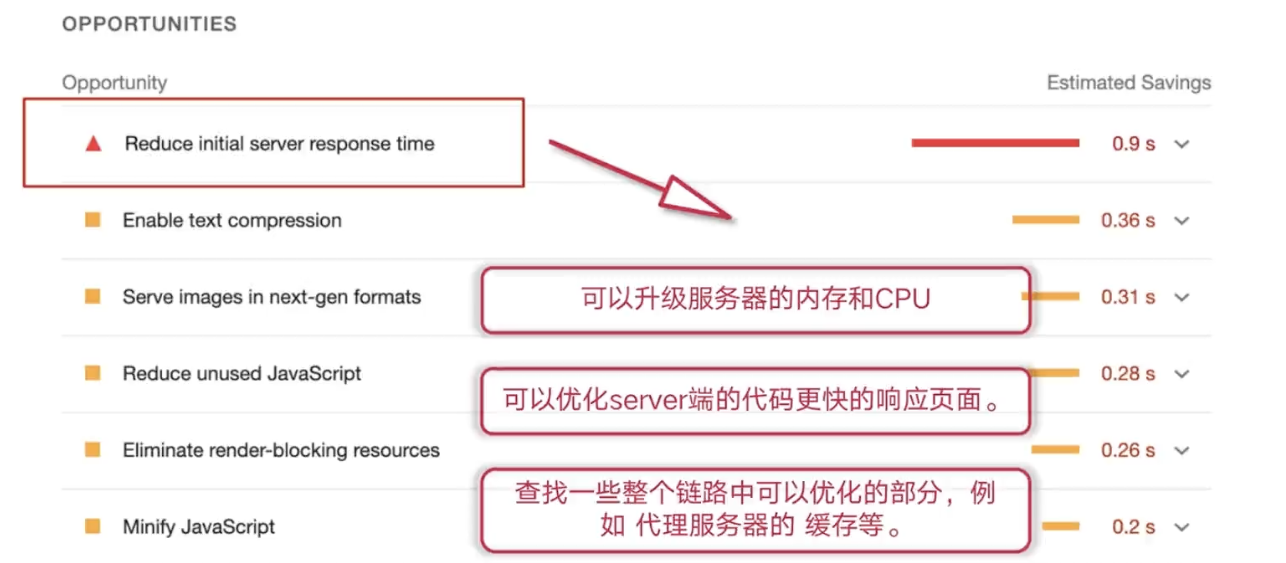 OPPORTUNITIES
Opportunity Estimated Savings
Reduce initial server response time 0.9 s
Enable text compression 0.36 s
Serve images in next-gen formats 0.31 s
可以升级服务器的内存和CPU
Reduce unused JavaScript 0.28 s
可以优化server端的代码更快的响应页面。
Eliminate render-blocking resources 0.26 s
查找一些整个链路中可以优化的部分，例
如 代理服务器的 缓存等。
Minify JavaScript 0.2 s